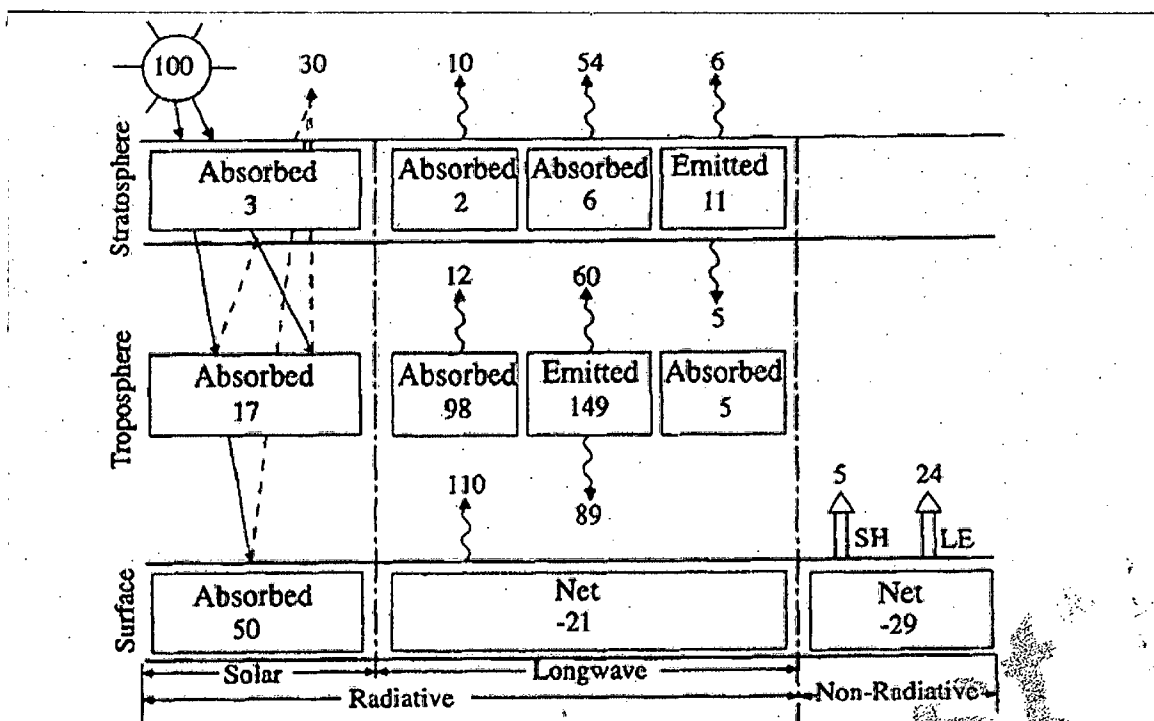 100 30 10 54 6
Stratosphere
Absorbed Absorbed Absorbed Emitted
3 2 6 11
12 60 5
Troposphere
Absorbed Absorbed Emitted Absorbed
17 98 149 5
110 89 5 24
SH LE
Surface
Absorbed Net Net
50 -21 -29
Solar Longwave
Radiative Non-Radiative